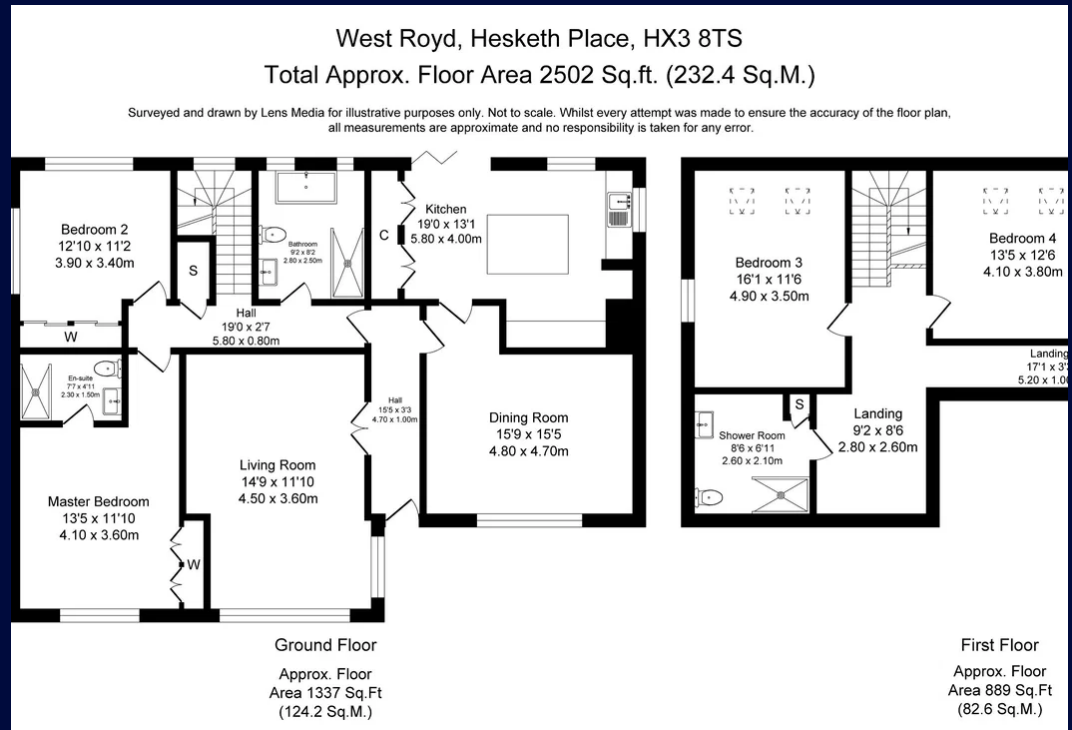 West Royd, Hesketh Place, HX3 8TS
Total Approx. Floor Area 2502 Sq.ft. (232.4 Sq.M.)
Surveyed and drawn by Lens Media for illustrative purposes only. Not to scale. Whilst every attempt was made to ensure the accuracy of the floor plan,
all measurements are approximate and no responsibility is taken for any error.
Bedroom 2
12'10 x 11'2
3.90 x 3.40m
W
S
Bathroom
9'2 x 8'2
2.80 x 2.50m
C
Kitchen
19'0 x 13'1
5.80 x 4.00m
Hall
19'0 x 2'7
5.80 x 0.80m
En-suite
7'7 x 4'11
2.30 x 1.50m
Hall
15'5 x 3'3
4.70 x 1.00m
Dining Room
15'9 x 15'5
4.80 x 4.70m
Living Room
14'9 x 11'10
4.50 x 3.60m
Master Bedroom
13'5 x 11'10
4.10 x 3.60m
W
Ground Floor
Approx. Floor
Area 1337 Sq.Ft
(124.2 Sq.M.)
Bedroom 3
16'1 x 11'6
4.90 x 3.50m
Bedroom 4
13'5 x 12'6
4.10 x 3.80m
Landing
17'1 x 3'
5.20 x 1.0
S
Shower Room
8'6 x 6'11
2.60 x 2.10m
Landing
9'2 x 8'6
2.80 x 2.60m
First Floor
Approx. Floor
Area 889 Sq.Ft
(82.6 Sq.M.)